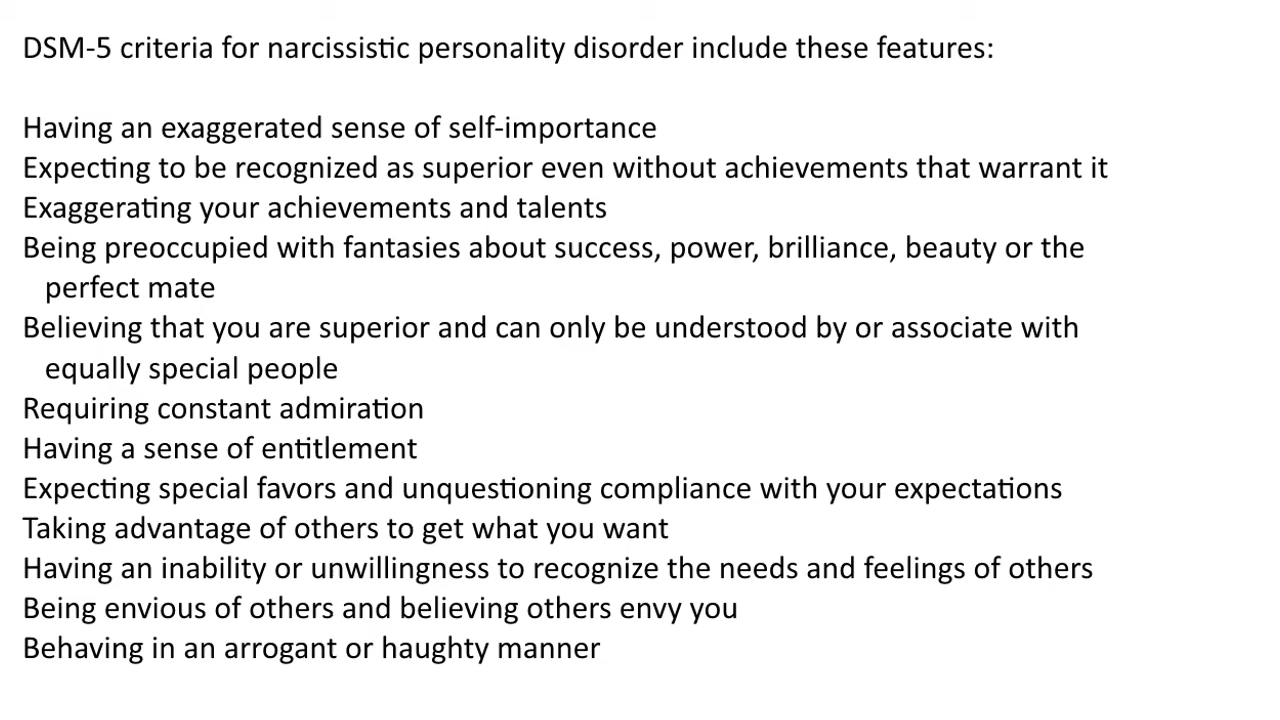 DSM-5 criteria for narcissistic personality disorder include these features:
Having an exaggerated sense of self-importance
Expecting to be recognized as superior even without achievements that warrant it
Exaggerating your achievements and talents
Being preoccupied with fantasies about success, power, brilliance, beauty or the
perfect mate
Believing that you are superior and can only be understood by or associate with
equally special people
Requiring constant admiration
Having a sense of entitlement
Expecting special favors and unquestioning compliance with your expectations
Taking advantage of others to get what you want
Having an inability or unwillingness to recognize the needs and feelings of others
Being envious of others and believing others envy you
Behaving in an arrogant or haughty manner